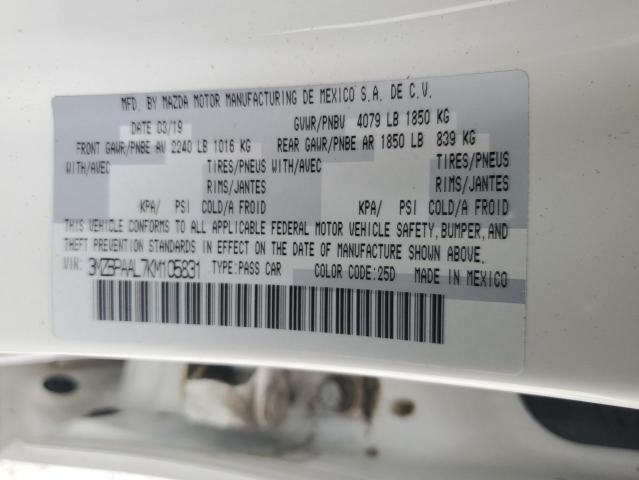 MFD. BY MAZDA MOTOR MANUFACTURING DE MEXICO S.A. DE C.V.
DATE 03/19 GVWR/PNBV 4079 LB 1850 KG
FRONT GAWR/PNBE AV 2240 LB 1016 KG REAR GAWR/PNBE AR 1850 LB 839 KG
WITH/AVEC TIRES/PNEUS WITH/AVEC TIRES/PNEUS
RIMS/JANTES RIMS/JANTES
KPA/ PSI COLD/A FROID KPA/ PSI COLD/A FROID
THIS VEHICLE CONFORMS TO ALL APPLICABLE FEDERAL MOTOR VEHICLE SAFETY, BUMPER, AND
THEFT PREVENTION STANDARDS IN EFFECT ON THE DATE OF MANUFACTURE SHOWN ABOVE.
VIN: 3MZBPAAL7KM105831 TYPE:PASS CAR COLOR CODE:25D MADE IN MEXICO